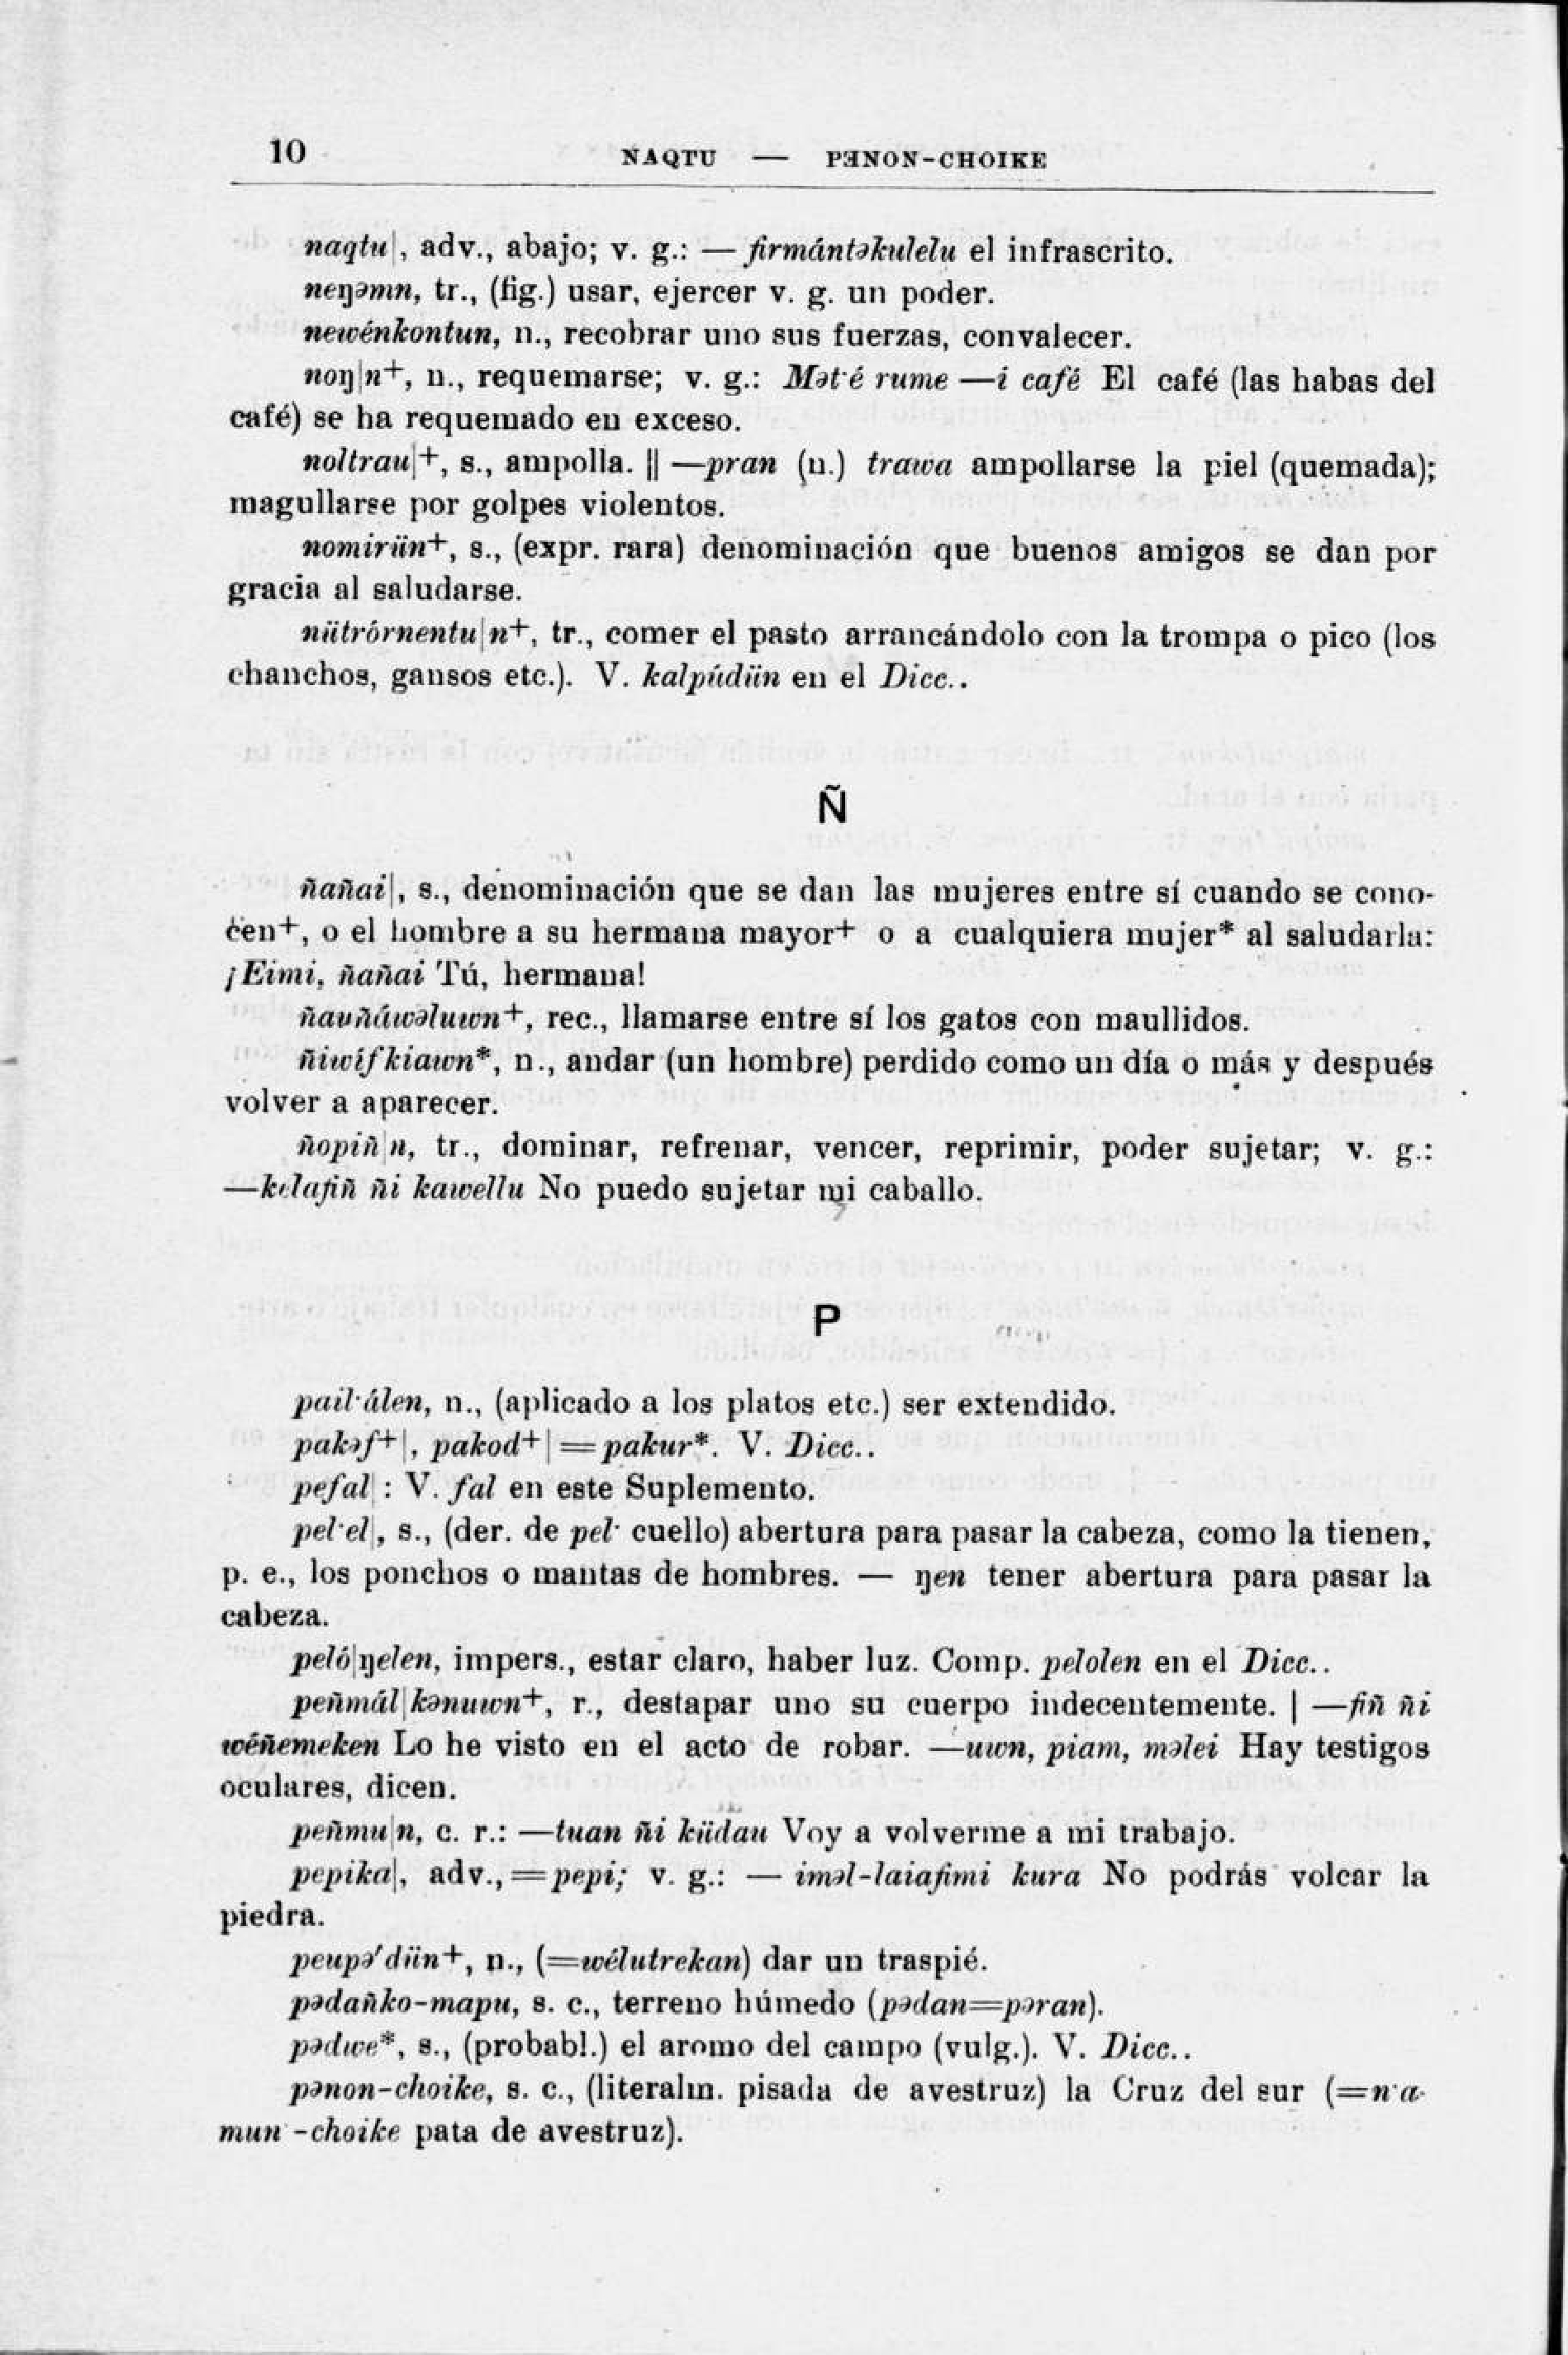 10 NAQTU — PƎNON-CHOIKE
naqtu|, adv., abajo; v. g.: — firmántəkulelu el infrascrito.
neŋəmn, tr., (fig.) usar, ejercer v. g. un poder.
newénkontun, n., recobrar uno sus fuerzas, convalecer.
noŋ|n+, n., requemarse; v. g.: Mət·é rume —i café El café (las habas del
café) se ha requemado en exceso.
noltrau|+, s., ampolla. || —pran (n.) trawa ampollarse la piel (quemada);
magullarse por golpes violentos.
nomirün+, s., (expr. rara) denominación que buenos amigos se dan por
gracia al saludarse.
nütrórnentu|n+, tr., comer el pasto arrancándolo con la trompa o pico (los
chanchos, gansos etc.). V. kalpúdün en el Dicc..
Ñ
ñañai|, s., denominación que se dan las mujeres entre sí cuando se cono-
cen+, o el hombre a su hermana mayor+ o a cualquiera mujer* al saludarla:
¡Eimi, ñañai Tú, hermana!
ñauñáwəluwn+, rec., llamarse entre sí los gatos con maullidos.
ñiwífkiawn*, n., andar (un hombre) perdido como un día o más y después
volver a aparecer.
ñopiñ|n, tr., dominar, refrenar, vencer, reprimir, poder sujetar; v. g.:
—kelafiñ ñi kawellu No puedo sujetar mi caballo.
P
pail·álen, n., (aplicado a los platos etc.) ser extendido.
pakəf+|, pakod+| = pakur*. V. Dicc..
pefal|: V. fal en este Suplemento.
pel·el|, s., (der. de pel· cuello) abertura para pasar la cabeza, como la tienen,
p. e., los ponchos o mantas de hombres. — ŋen tener abertura para pasar la
cabeza.
peló|ŋelen, impers., estar claro, haber luz. Comp. pelolen en el Dicc..
peñmál|kənuwn+, r., destapar uno su cuerpo indecentemente. | —fiñ ñi
wéñemeken Lo he visto en el acto de robar. —uwn, piam, məlei Hay testigos
oculares, dicen.
peñmu|n, c. r.: —tuan ñi küdau Voy a volverme a mi trabajo.
pepika|, adv., = pepi; v. g.: — iməl-laiafimi kura No podrás volcar la
piedra.
peupə'dün+, n., (=wélutrekan) dar un traspié.
pədañko-mapu, s. c., terreno húmedo (pədan=pəran).
pədwe*, s., (probabl.) el aromo del campo (vulg.). V. Dicc..
pənon-choike, s. c., (literalm. pisada de avestruz) la Cruz del sur (=n·a-
mun·-choike pata de avestruz).